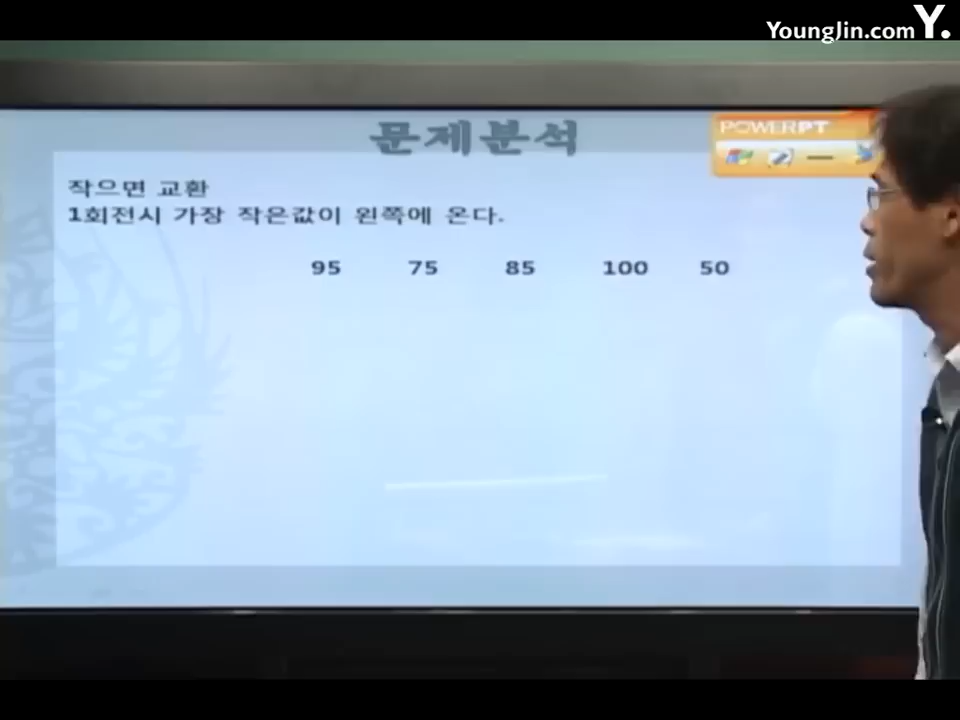 YoungJin.com Y.
문제분석
POWERPT
작으면 교환
1회전시 가장 작은값이 왼쪽에 온다.
95 75 85 100 50